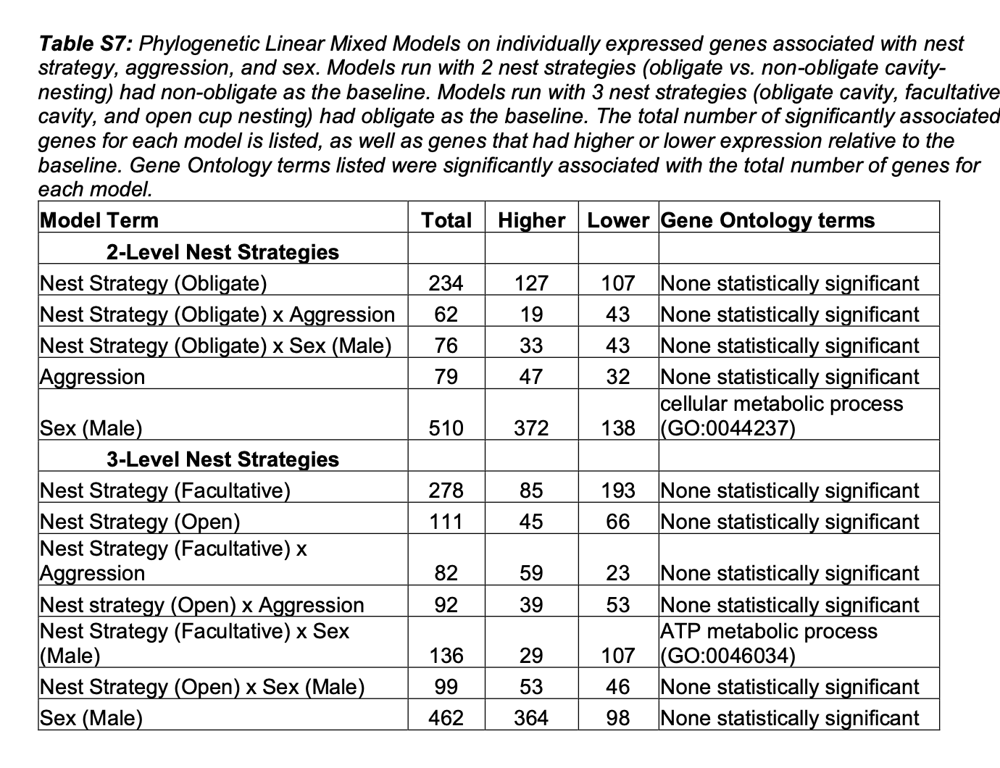 Table S7: Phylogenetic Linear Mixed Models on individually expressed genes associated with nest
strategy, aggression, and sex. Models run with 2 nest strategies (obligate vs. non-obligate cavity-
nesting) had non-obligate as the baseline. Models run with 3 nest strategies (obligate cavity, facultative
cavity, and open cup nesting) had obligate as the baseline. The total number of significantly associated
genes for each model is listed, as well as genes that had higher or lower expression relative to the
baseline. Gene Ontology terms listed were significantly associated with the total number of genes for
each model.
Model Term Total Higher Lower Gene Ontology terms
2-Level Nest Strategies
Nest Strategy (Obligate) 234 127 107 None statistically significant
Nest Strategy (Obligate) x Aggression 62 19 43 None statistically significant
Nest Strategy (Obligate) x Sex (Male) 76 33 43 None statistically significant
Aggression 79 47 32 None statistically significant
cellular metabolic process
Sex (Male) 510 372 138 (GO:0044237)
3-Level Nest Strategies
Nest Strategy (Facultative) 278 85 193 None statistically significant
Nest Strategy (Open) 111 45 66 None statistically significant
Nest Strategy (Facultative) x
Aggression 82 59 23 None statistically significant
Nest strategy (Open) x Aggression 92 39 53 None statistically significant
Nest Strategy (Facultative) x Sex ATP metabolic process
(Male) 136 29 107 (GO:0046034)
Nest Strategy (Open) x Sex (Male) 99 53 46 None statistically significant
Sex (Male) 462 364 98 None statistically significant